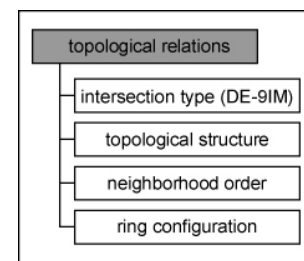 topological relations
intersection type (DE-9IM)
topological structure
neighborhood order
ring configuration